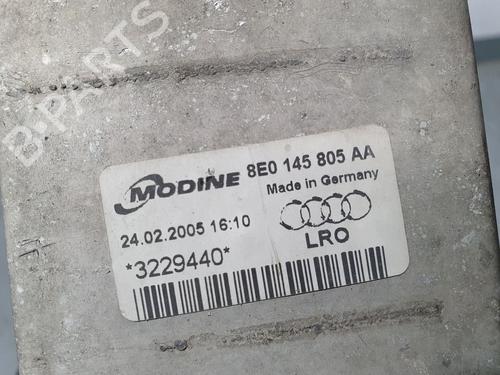 B-PARTS
MODINE 8E0 145 805 AA
Made in Germany
24.02.2005 16:10
LRO
*3229440*